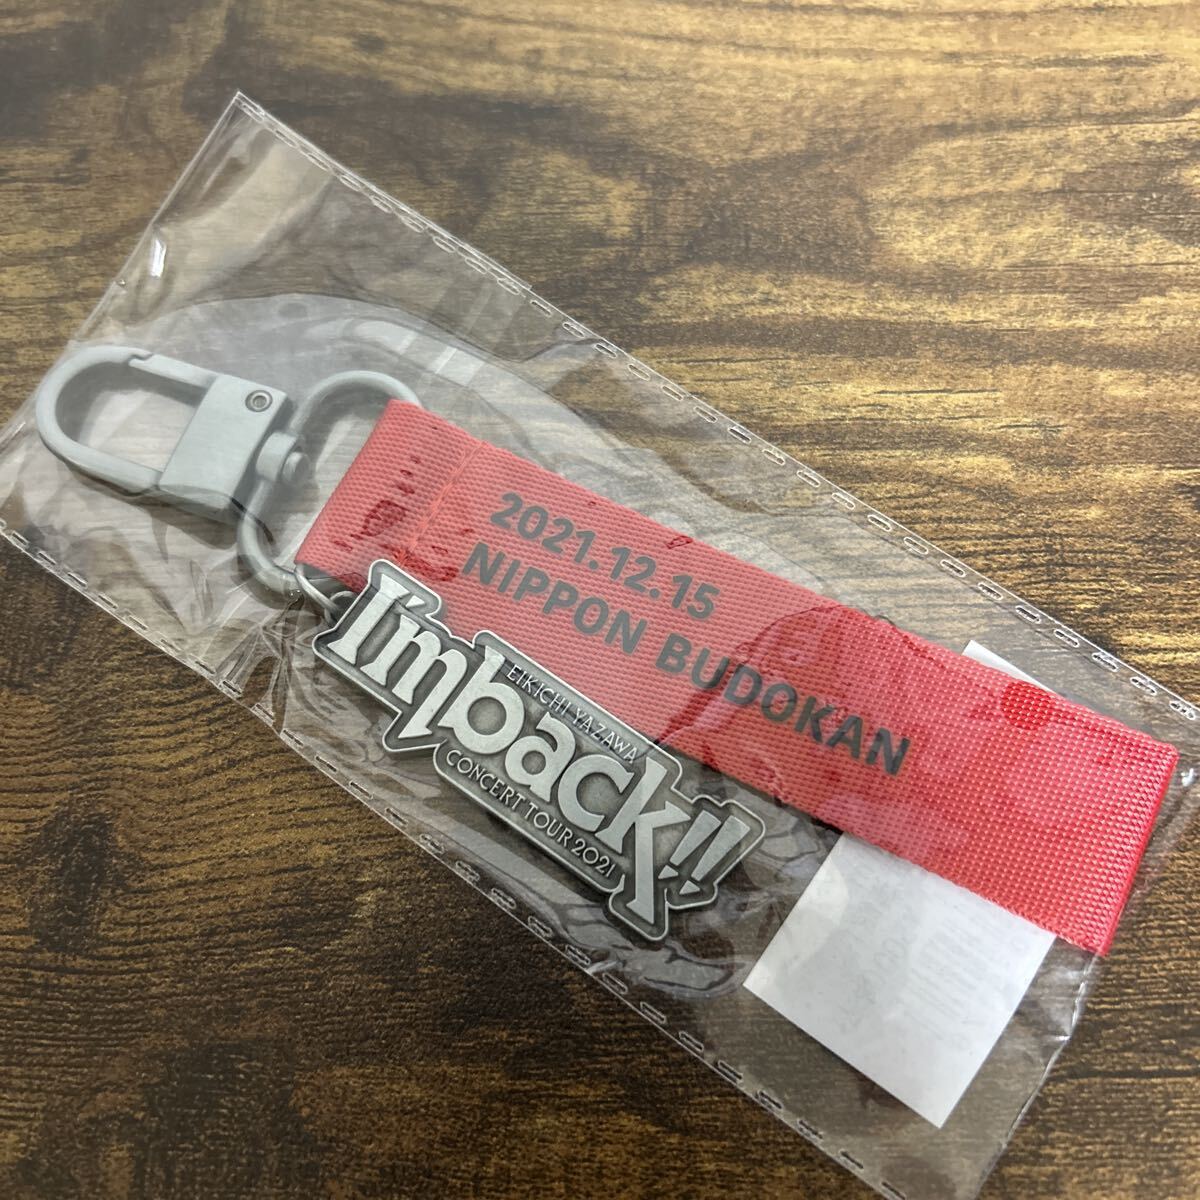 2021.12.15
NIPPON BUDOKAN
I'm back!!
EIKICHI YAZAWA
CONCERT TOUR 2021